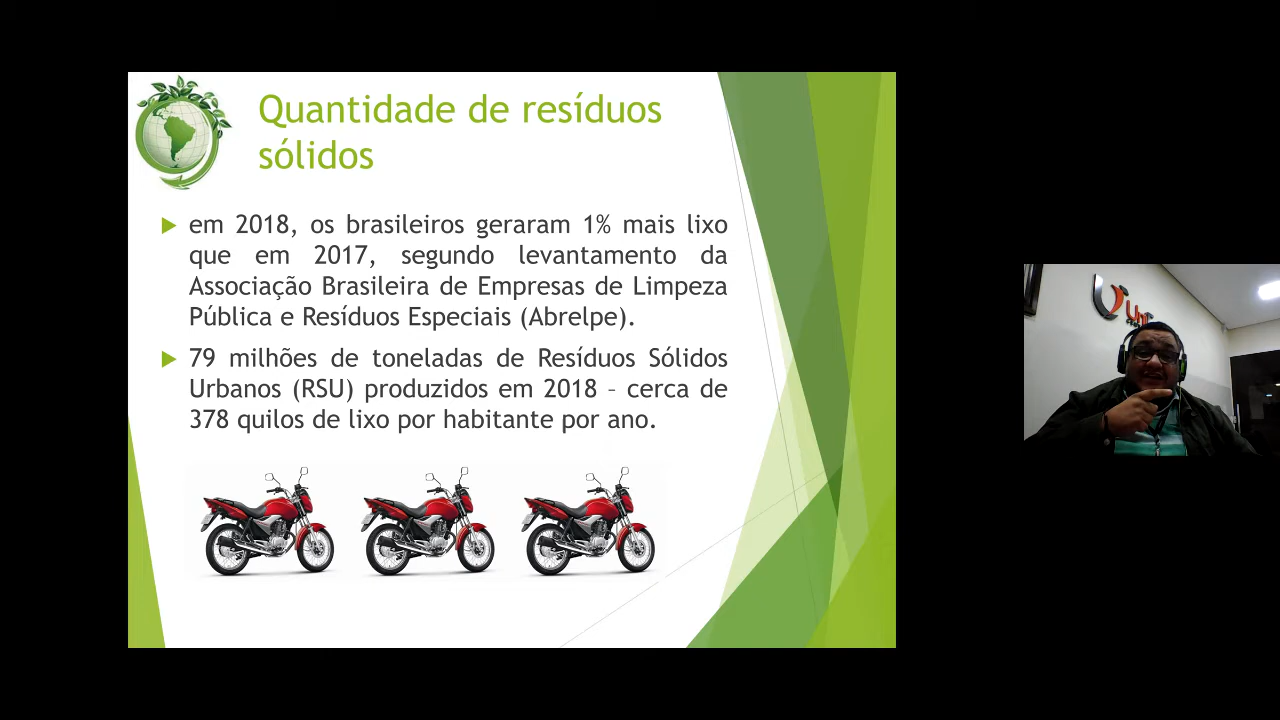 Quantidade de resíduos
sólidos
em 2018, os brasileiros geraram 1% mais lixo
que em 2017, segundo levantamento da
Associação Brasileira de Empresas de Limpeza
Pública e Resíduos Especiais (Abrelpe).
79 milhões de toneladas de Resíduos Sólidos
Urbanos (RSU) produzidos em 2018 – cerca de
378 quilos de lixo por habitante por ano.